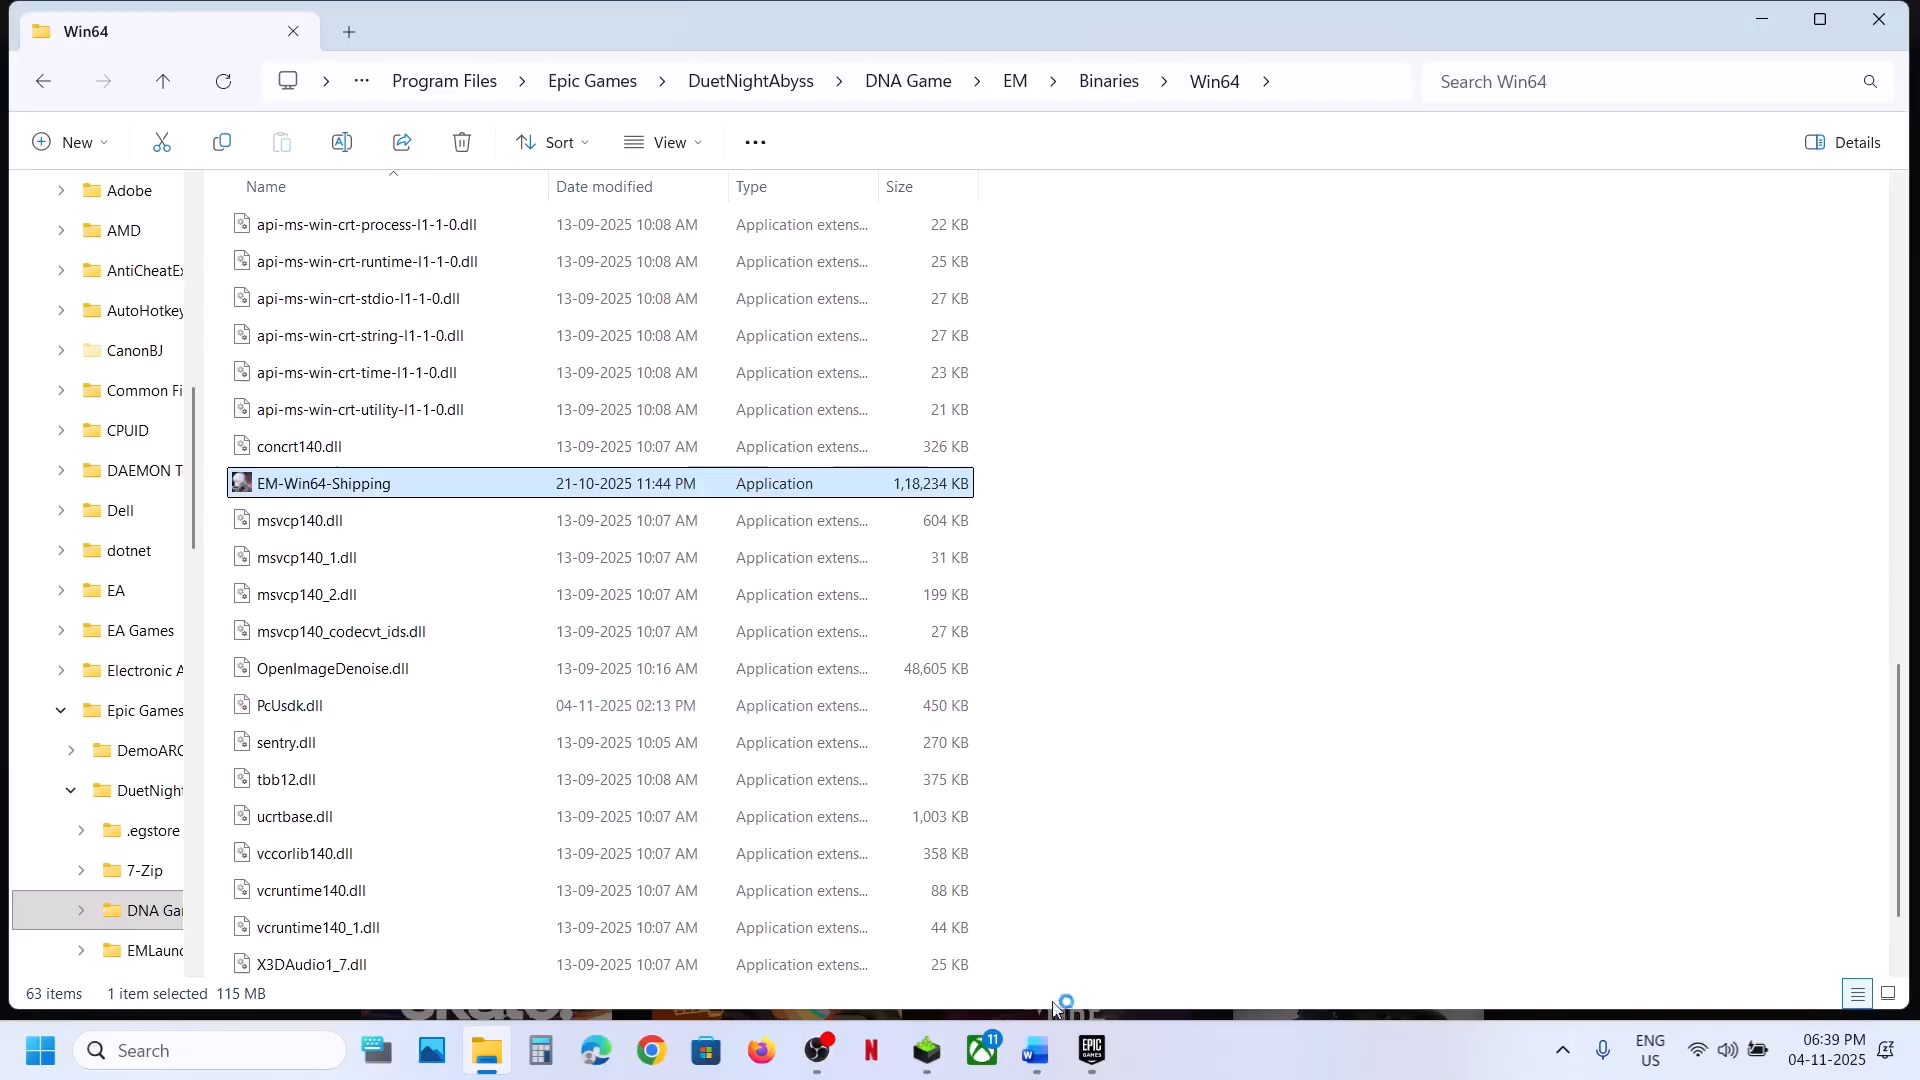 Win64
Program Files
Epic Games
DuetNightAbyss
DNA Game
EM
Binaries
Win64
Search Win64
New
Sort
View
Details
Adobe
AMD
AntiCheatEx
AutoHotkey
CanonBJ
Common Fi
CPUID
DAEMON T
Dell
dotnet
EA
EA Games
Electronic A
Epic Games
DemoARC
DuetNight
.egstore
7-Zip
DNA Gar
EMLaunc
Name Date modified Type Size
api-ms-win-crt-process-l1-1-0.dll 13-09-2025 10:08 AM Application extens... 22 KB
api-ms-win-crt-runtime-l1-1-0.dll 13-09-2025 10:08 AM Application extens... 25 KB
api-ms-win-crt-stdio-l1-1-0.dll 13-09-2025 10:08 AM Application extens... 27 KB
api-ms-win-crt-string-l1-1-0.dll 13-09-2025 10:08 AM Application extens... 27 KB
api-ms-win-crt-time-l1-1-0.dll 13-09-2025 10:08 AM Application extens... 23 KB
api-ms-win-crt-utility-l1-1-0.dll 13-09-2025 10:08 AM Application extens... 21 KB
concrt140.dll 13-09-2025 10:07 AM Application extens... 326 KB
EM-Win64-Shipping 21-10-2025 11:44 PM Application 1,18,234 KB
msvcp140.dll 13-09-2025 10:07 AM Application extens... 604 KB
msvcp140_1.dll 13-09-2025 10:07 AM Application extens... 31 KB
msvcp140_2.dll 13-09-2025 10:07 AM Application extens... 199 KB
msvcp140_codecvt_ids.dll 13-09-2025 10:07 AM Application extens... 27 KB
OpenImageDenoise.dll 13-09-2025 10:16 AM Application extens... 48,605 KB
PcUsdk.dll 04-11-2025 02:13 PM Application extens... 450 KB
sentry.dll 13-09-2025 10:05 AM Application extens... 270 KB
tbb12.dll 13-09-2025 10:08 AM Application extens... 375 KB
ucrtbase.dll 13-09-2025 10:07 AM Application extens... 1,003 KB
vccorlib140.dll 13-09-2025 10:07 AM Application extens... 358 KB
vcruntime140.dll 13-09-2025 10:07 AM Application extens... 88 KB
vcruntime140_1.dll 13-09-2025 10:07 AM Application extens... 44 KB
X3DAudio1_7.dll 13-09-2025 10:07 AM Application extens... 25 KB
63 items 1 item selected 115 MB
Search
11
EPIC GAMES
ENG
US
06:39 PM
04-11-2025